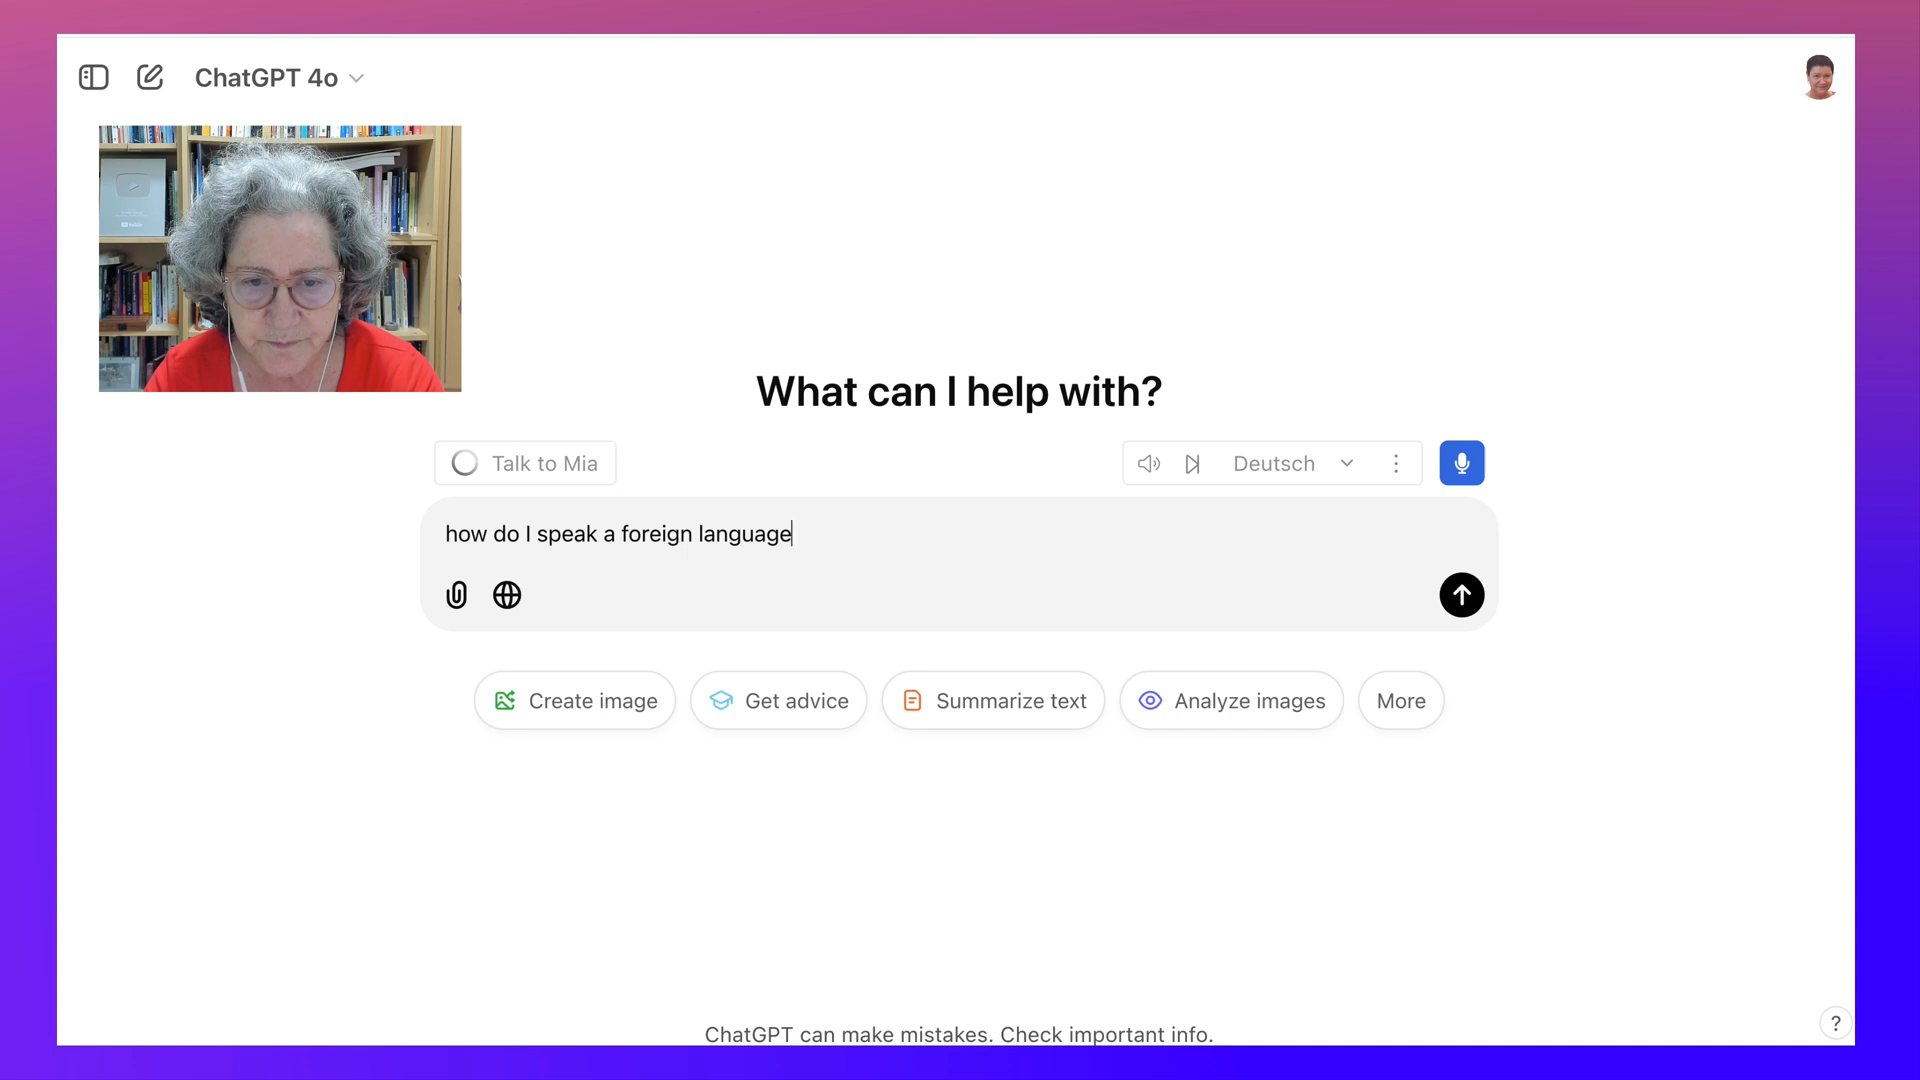 ChatGPT 4o
What can I help with?
Talk to Mia
Deutsch
how do I speak a foreign language
Create image
Get advice
Summarize text
Analyze images
More
ChatGPT can make mistakes. Check important info.
?